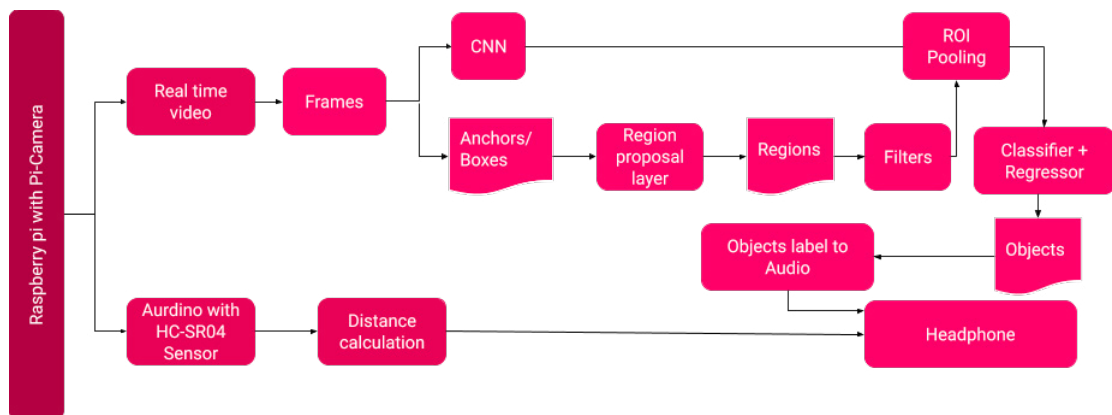 Raspberry pi with Pi-Camera
Real time
video
Frames
CNN
ROI
Pooling
Anchors/
Boxes
Region
proposal
layer
Regions
Filters
Classifier +
Regressor
Objects label to
Audio
Objects
Aurdino with
HC-SR04
Sensor
Distance
calculation
Headphone